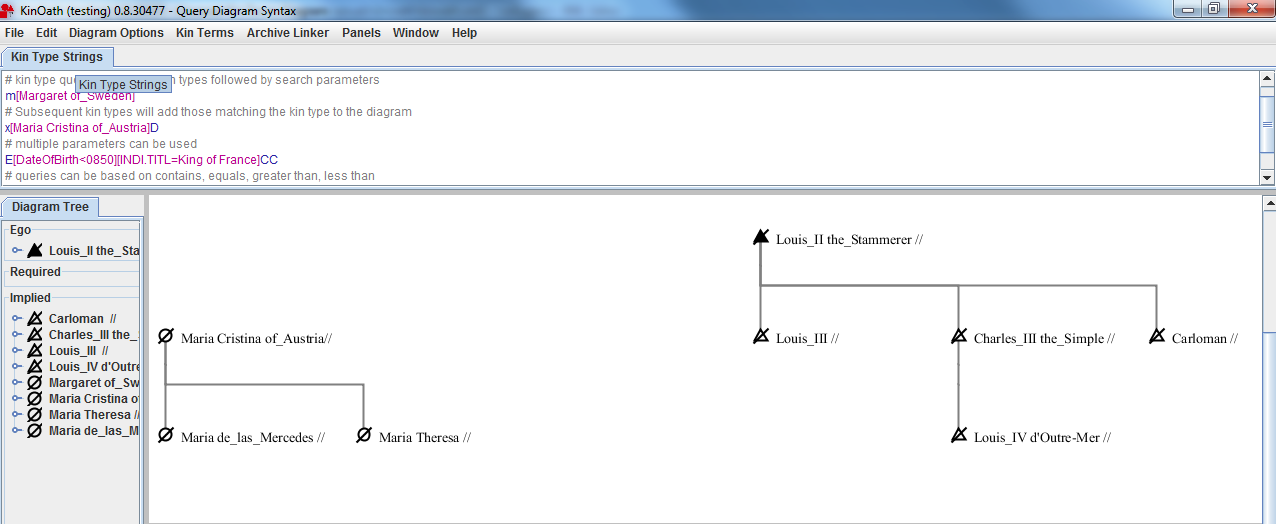 KinOath (testing) 0.8.30477 - Query Diagram Syntax
File Edit Diagram Options Kin Terms Archive Linker Panels Window Help
Kin Type Strings
# kin type types followed by search parameters
Kin Type Strings
m[Margaret of_Sweden]
# Subsequent kin types will add those matching the kin type to the diagram
x[Maria Cristina of_Austria]D
# multiple parameters can be used
E[DateOfBirth<0850][INDI.TITL=King of France]CC
# queries can be based on contains, equals, greater than, less than
Diagram Tree
Ego
Louis_II the_Sta
Required
Implied
Carloman //
Charles_III the_
Louis_III //
Louis_IV d'Outre
Margaret of_Sw
Maria Cristina o
Maria Theresa //
Maria de_las_M
Louis_II the_Stammerer //
Maria Cristina of_Austria//
Louis_III //
Charles_III the_Simple //
Carloman //
Maria de_las_Mercedes //
Maria Theresa //
Louis_IV d'Outre-Mer //